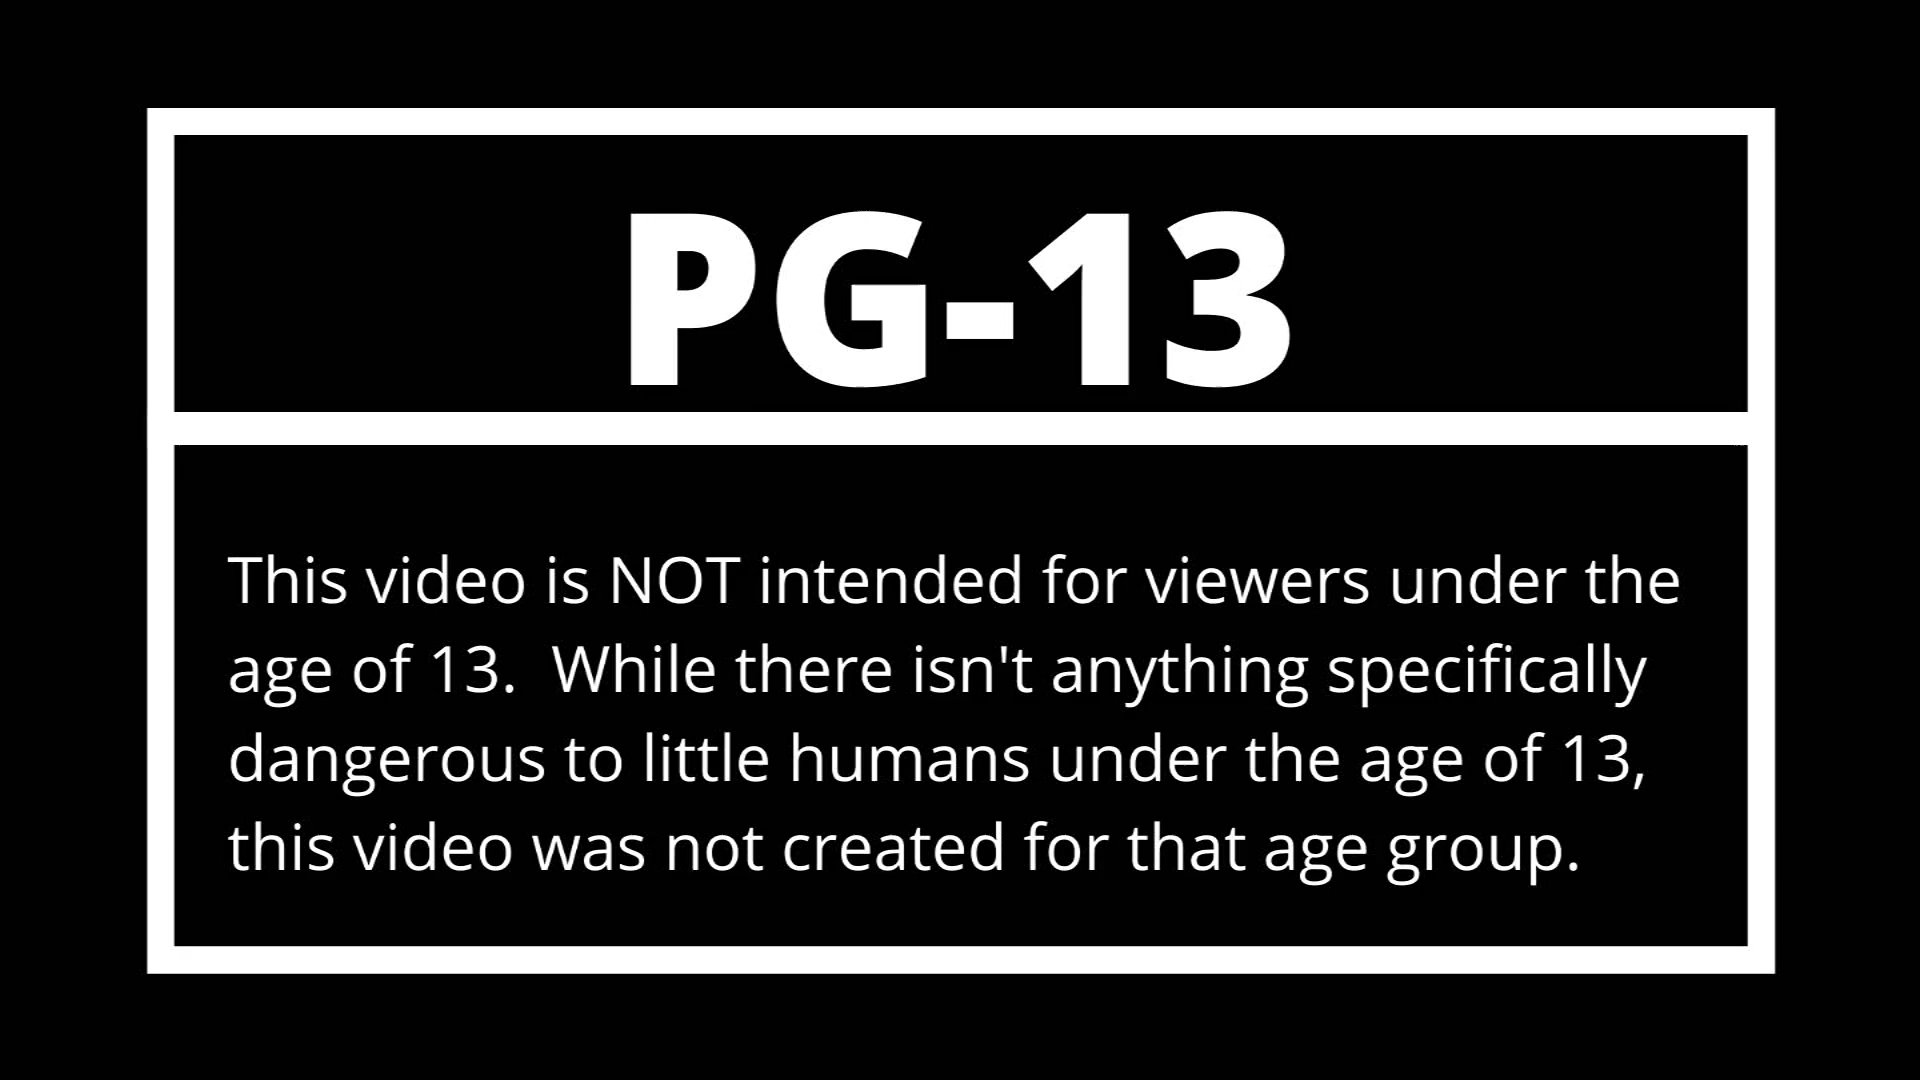 PG-13
This video is NOT intended for viewers under the
age of 13.  While there isn't anything specifically
dangerous to little humans under the age of 13,
this video was not created for that age group.